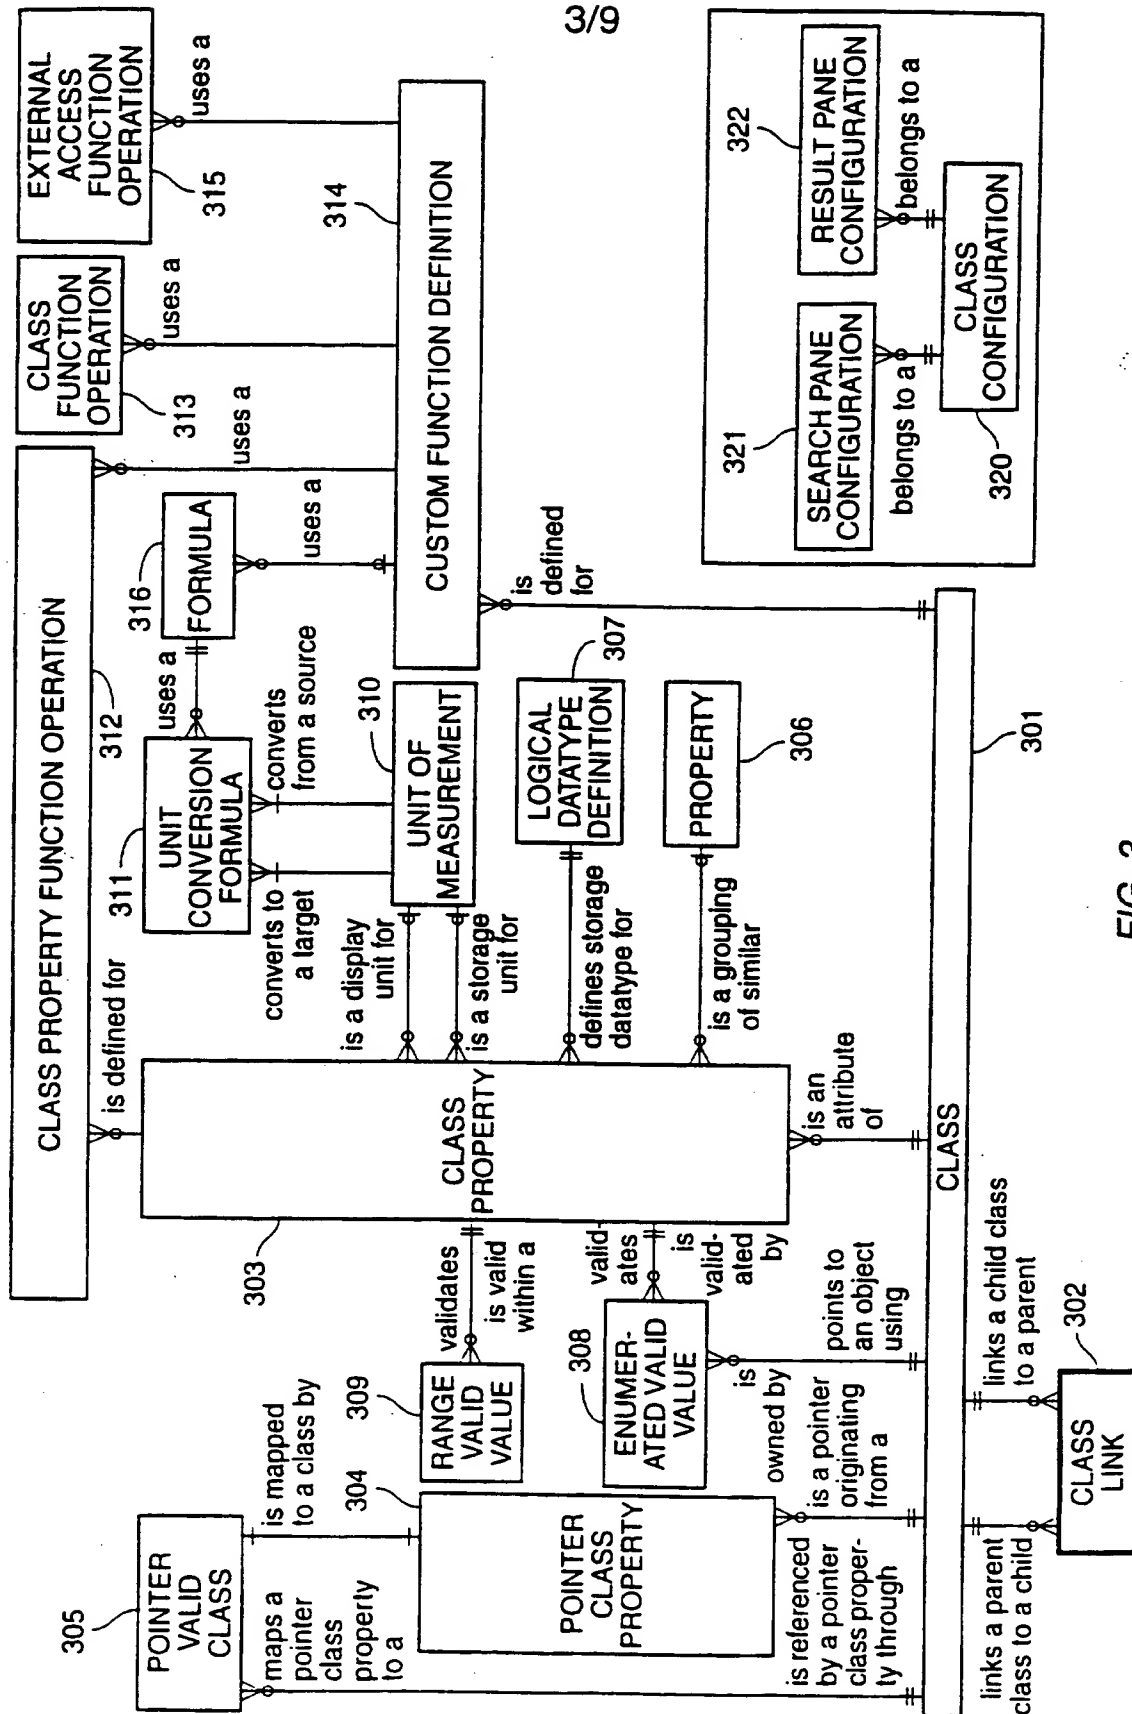 3/9
EXTERNAL
ACCESS
FUNCTION
OPERATION
315
uses a
CLASS
FUNCTION
OPERATION
313
uses a
CLASS PROPERTY FUNCTION OPERATION
312
uses a
is defined for
316
FORMULA
uses a
uses a
311
UNIT
CONVERSION
FORMULA
converts to
a target
converts
from a source
310
UNIT OF
MEASUREMENT
314
CUSTOM FUNCTION DEFINITION
is
defined
for
is a display
unit for
is a storage
unit for
307
LOGICAL
DATATYPE
DEFINITION
defines storage
datatype for
306
PROPERTY
is a grouping
of similar
303
CLASS
PROPERTY
is an
attribute
of
validates
is valid
within a
valid-
ates
is
valid-
ated
by
309
RANGE
VALID
VALUE
308
ENUMER-
ATED VALID
VALUE
is
owned by
points to
an object
using
305
POINTER
VALID
CLASS
is mapped
to a class by
maps a
pointer
class
property
to a
304
POINTER
CLASS
PROPERTY
is a pointer
originating
from a
is referenced
by a pointer
class proper-
ty through
301
CLASS
links a parent
class to a child
links a child class
to a parent
302
CLASS
LINK
321
SEARCH PANE
CONFIGURATION
belongs to a
322
RESULT PANE
CONFIGURATION
belongs to a
320
CLASS
CONFIGURATION
FIG. 3